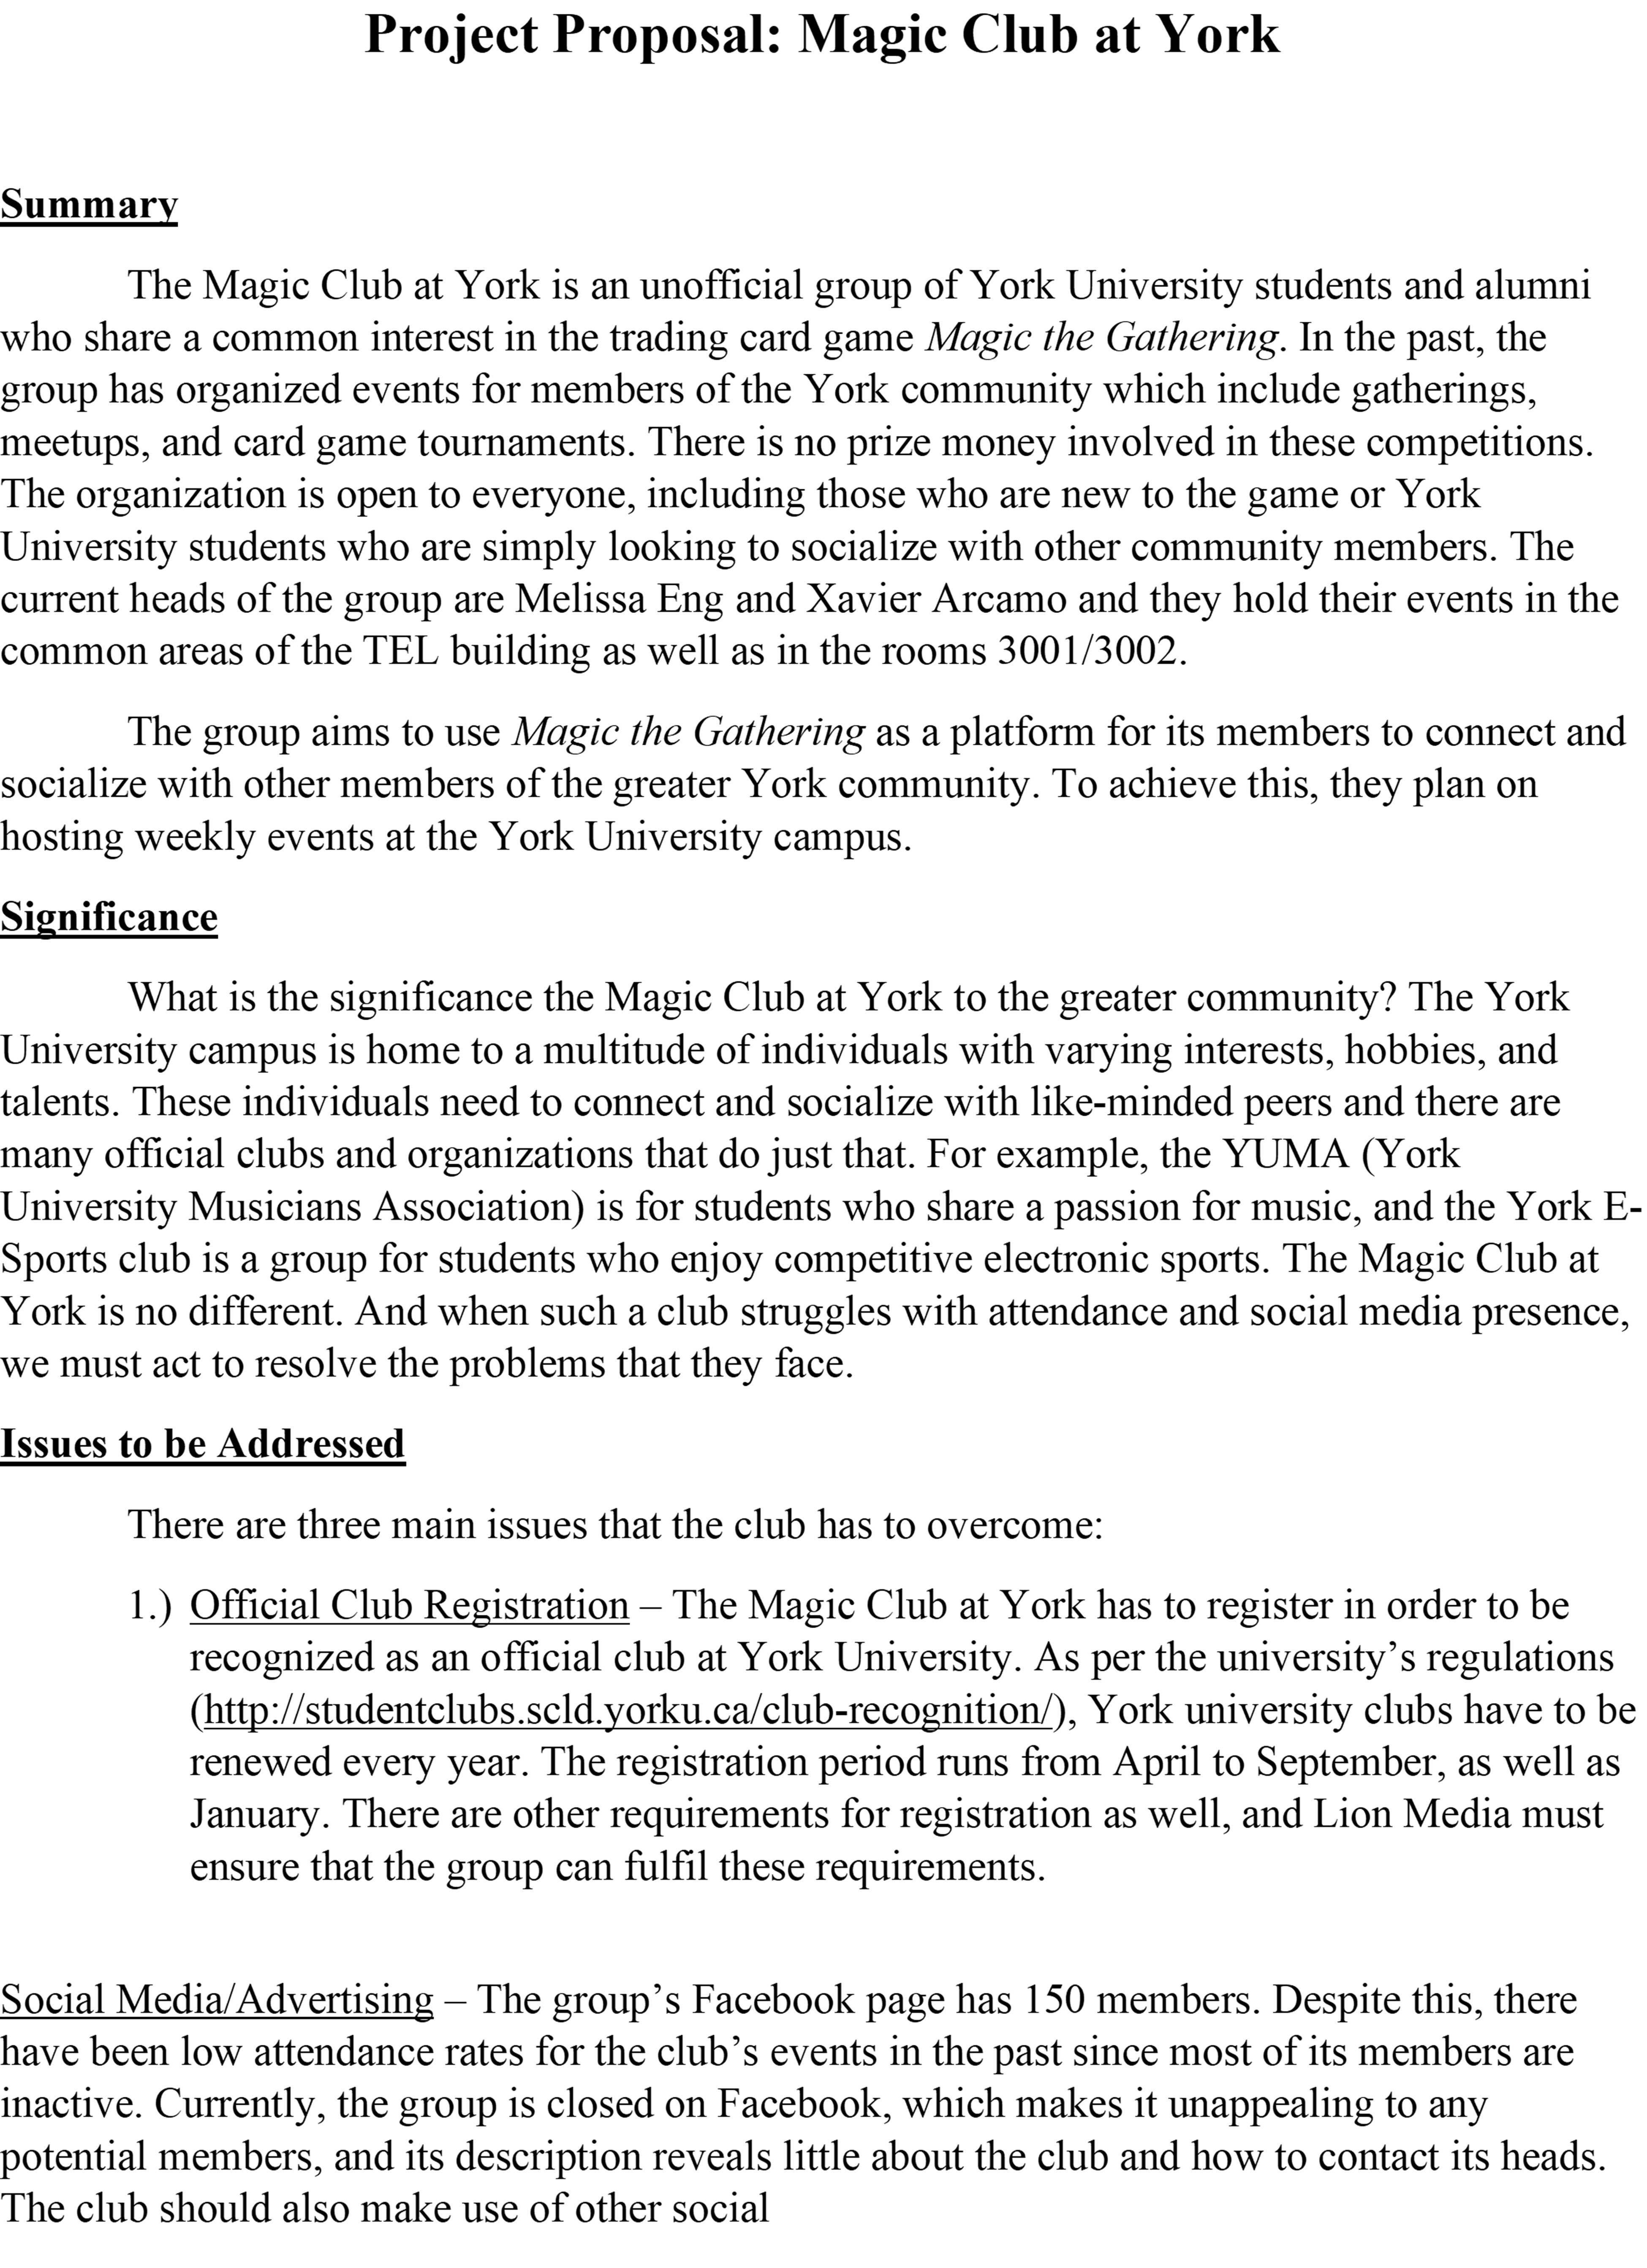 Project Proposal: Magic Club at York
Summary
The Magic Club at York is an unofficial group of York University students and alumni
who share a common interest in the trading card game Magic the Gathering. In the past, the
group has organized events for members of the York community which include gatherings,
meetups, and card game tournaments. There is no prize money involved in these competitions.
The organization is open to everyone, including those who are new to the game or York
University students who are simply looking to socialize with other community members. The
current heads of the group are Melissa Eng and Xavier Arcamo and they hold their events in the
common areas of the TEL building as well as in the rooms 3001/3002.
The group aims to use Magic the Gathering as a platform for its members to connect and
socialize with other members of the greater York community. To achieve this, they plan on
hosting weekly events at the York University campus.
Significance
What is the significance the Magic Club at York to the greater community? The York
University campus is home to a multitude of individuals with varying interests, hobbies, and
talents. These individuals need to connect and socialize with like-minded peers and there are
many official clubs and organizations that do just that. For example, the YUMA (York
University Musicians Association) is for students who share a passion for music, and the York E-
Sports club is a group for students who enjoy competitive electronic sports. The Magic Club at
York is no different. And when such a club struggles with attendance and social media presence,
we must act to resolve the problems that they face.
Issues to be Addressed
There are three main issues that the club has to overcome:
1.) Official Club Registration – The Magic Club at York has to register in order to be
recognized as an official club at York University. As per the university’s regulations
(http://studentclubs.scld.yorku.ca/club-recognition/), York university clubs have to be
renewed every year. The registration period runs from April to September, as well as
January. There are other requirements for registration as well, and Lion Media must
ensure that the group can fulfil these requirements.
Social Media/Advertising – The group’s Facebook page has 150 members. Despite this, there
have been low attendance rates for the club’s events in the past since most of its members are
inactive. Currently, the group is closed on Facebook, which makes it unappealing to any
potential members, and its description reveals little about the club and how to contact its heads.
The club should also make use of other social